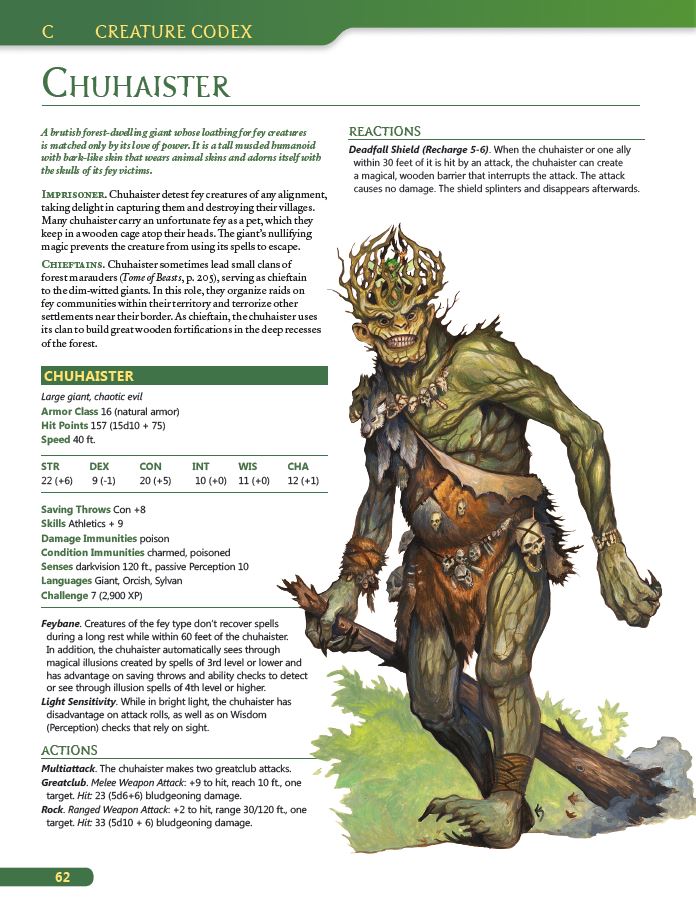 C CREATURE CODEX
CHUHAISTER
A brutish forest-dwelling giant whose loathing for fey creatures
is matched only by its love of power. It is a tall muscled humanoid
with bark-like skin that wears animal skins and adorns itself with
the skulls of its fey victims.
IMPRISONER. Chuhaister detest fey creatures of any alignment,
taking delight in capturing them and destroying their villages.
Many chuhaister carry an unfortunate fey as a pet, which they
keep in a wooden cage atop their heads. The giant's nullifying
magic prevents the creature from using its spells to escape.
CHIEFTAINS. Chuhaister sometimes lead small clans of
forest marauders (Tome of Beasts, p. 205), serving as chieftain
to the dim-witted giants. In this role, they organize raids on
fey communities within their territory and terrorize other
settlements near their border. As chieftain, the chuhaister uses
its clan to build great wooden fortifications in the deep recesses
of the forest.
CHUHAISTER
Large giant, chaotic evil
Armor Class 16 (natural armor)
Hit Points 157 (15d10 + 75)
Speed 40 ft.
STR DEX CON INT WIS CHA
22 (+6) 9 (-1) 20 (+5) 10 (+0) 11 (+0) 12 (+1)
Saving Throws Con +8
Skills Athletics + 9
Damage Immunities poison
Condition Immunities charmed, poisoned
Senses darkvision 120 ft., passive Perception 10
Languages Giant, Orcish, Sylvan
Challenge 7 (2,900 XP)
Feybane. Creatures of the fey type don't recover spells
during a long rest while within 60 feet of the chuhaister.
In addition, the chuhaister automatically sees through
magical illusions created by spells of 3rd level or lower and
has advantage on saving throws and ability checks to detect
or see through illusion spells of 4th level or higher.
Light Sensitivity. While in bright light, the chuhaister has
disadvantage on attack rolls, as well as on Wisdom
(Perception) checks that rely on sight.
ACTIONS
Multiattack. The chuhaister makes two greatclub attacks.
Greatclub. Melee Weapon Attack: +9 to hit, reach 10 ft., one
target. Hit: 23 (5d6+6) bludgeoning damage.
Rock. Ranged Weapon Attack: +2 to hit, range 30/120 ft., one
target. Hit: 33 (5d10 + 6) bludgeoning damage.
REACTIONS
Deadfall Shield (Recharge 5-6). When the chuhaister or one ally
within 30 feet of it is hit by an attack, the chuhaister can create
a magical, wooden barrier that interrupts the attack. The attack
causes no damage. The shield splinters and disappears afterwards.
62